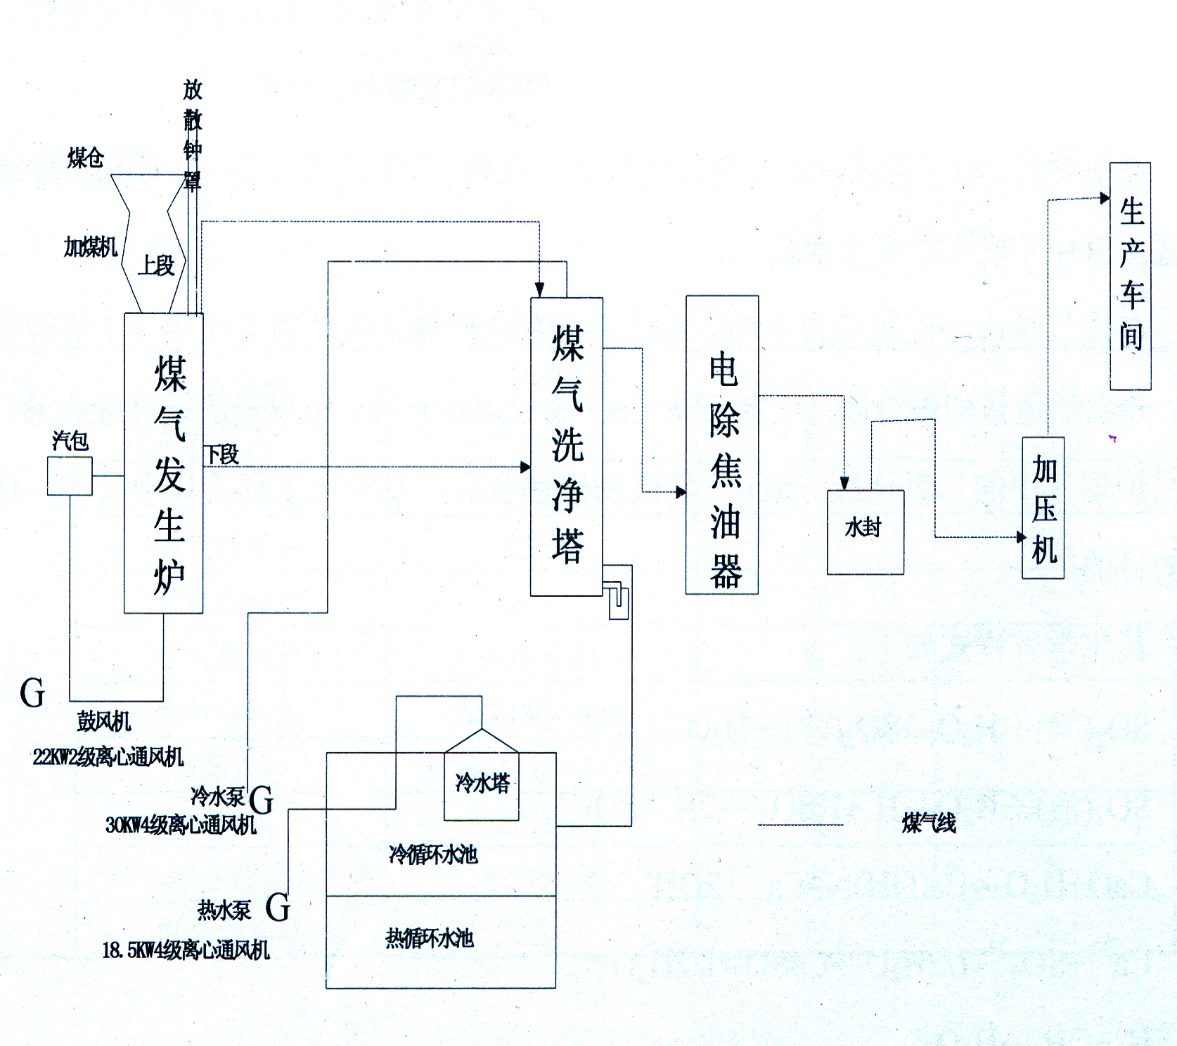 放散钟罩
煤仓
加煤机
上段
煤气发生炉
汽包
下段
煤气洗净塔
电除焦油器
水封
加压机
生产车间
G
鼓风机
22KW2级离心通风机
冷水泵G
30KW4级离心通风机
热水泵 G
18.5KW4级离心通风机
冷水塔
冷循环水池
热循环水池
煤气线